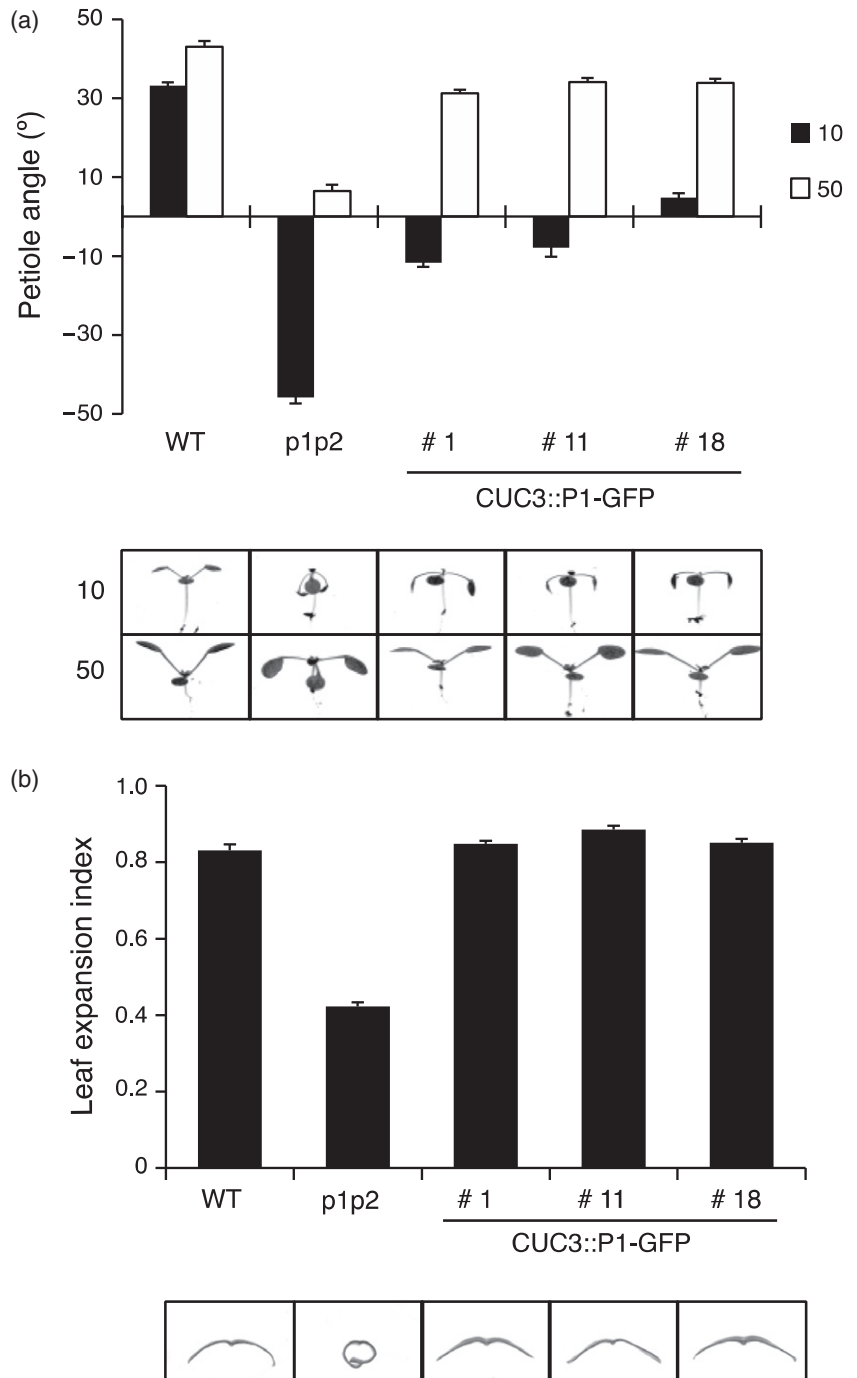 (a)
50
30
10
−10
−30
−50
Petiole angle (º)
10
50
WT p1p2 # 1 # 11 # 18
CUC3::P1-GFP
10
50
(b)
1.0
0.8
0.6
0.4
0.2
0
Leaf expansion index
WT p1p2 # 1 # 11 # 18
CUC3::P1-GFP